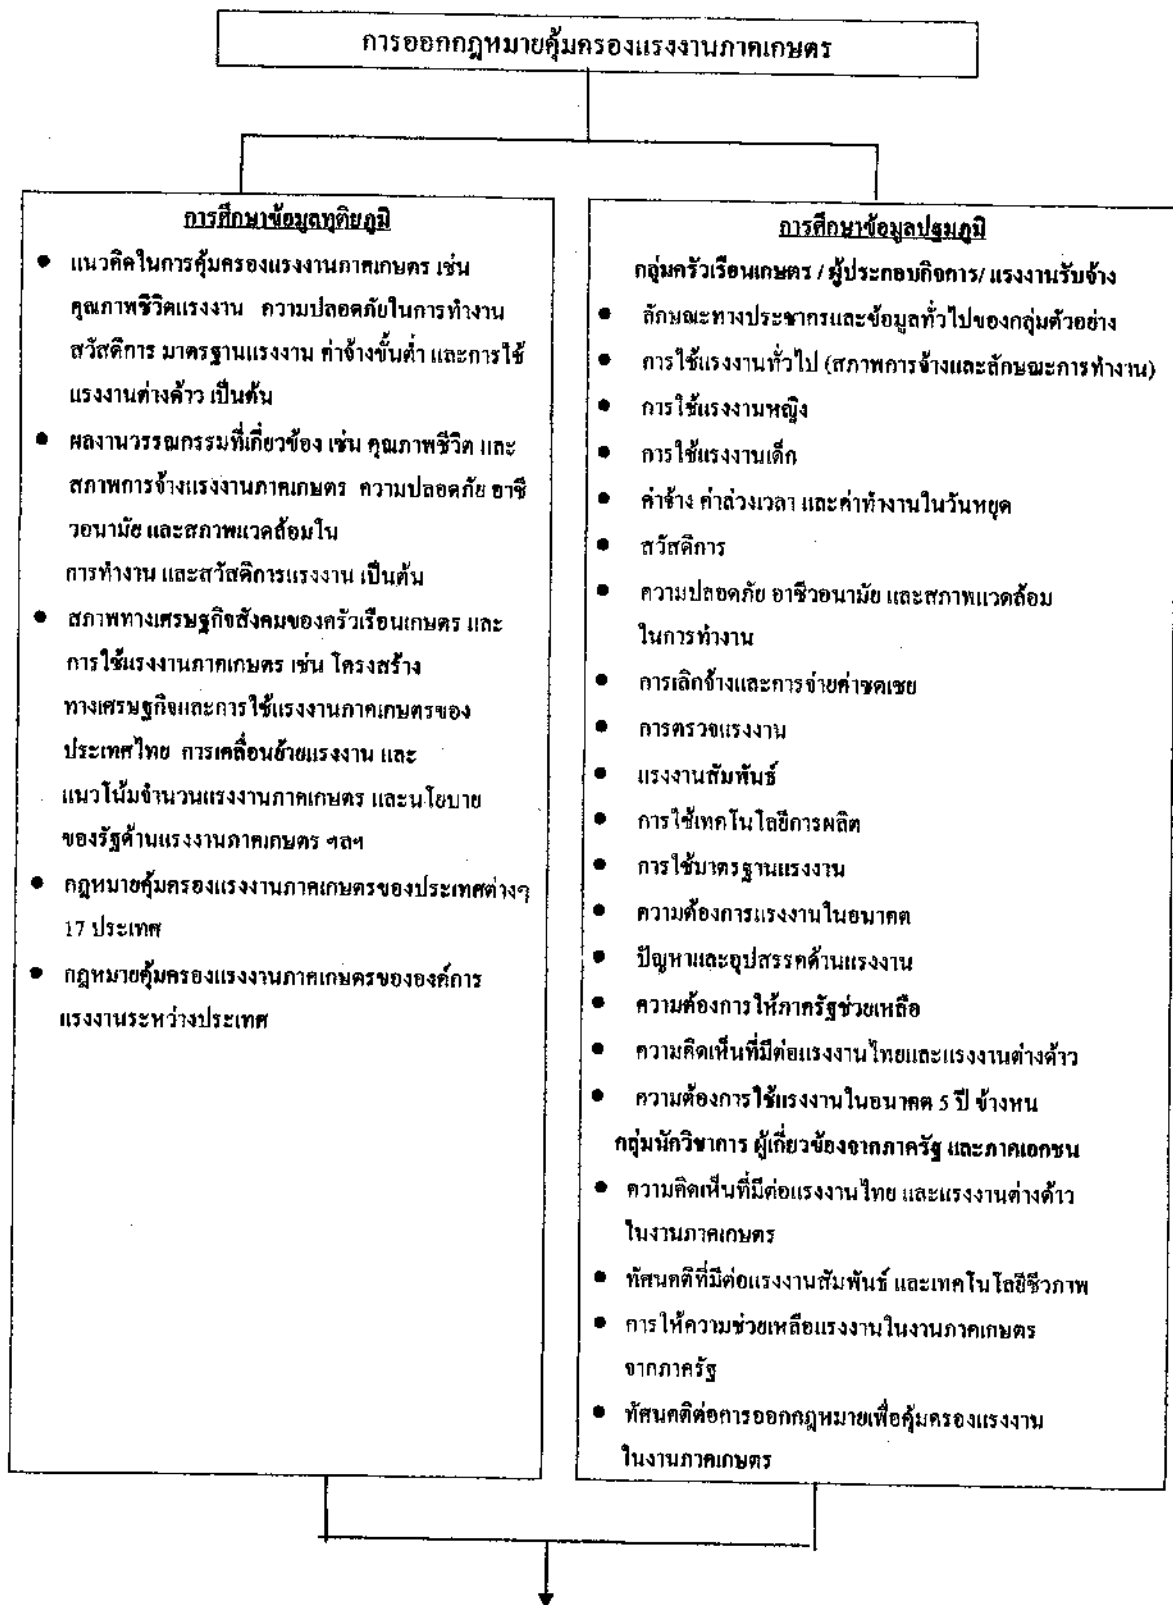 การออกกฎหมายคุ้มครองแรงงานภาคเกษตร
การศึกษาข้อมูลทุติยภูมิ
● แนวคิดในการคุ้มครองแรงงานภาคเกษตร เช่น
คุณภาพชีวิตแรงงาน ความปลอดภัยในการทำงาน
สวัสดิการ มาตรฐานแรงงาน ค่าจ้างขั้นต่ำ และการใช้
แรงงานต่างด้าว เป็นต้น
● ผลงานวรรณกรรมที่เกี่ยวข้อง เช่น คุณภาพชีวิต และ
สภาพการจ้างแรงงานภาคเกษตร ความปลอดภัย อาชี
วอนามัย และสภาพแวดล้อมใน
การทำงาน และสวัสดิการแรงงาน เป็นต้น
● สภาพทางเศรษฐกิจสังคมของครัวเรือนเกษตร และ
การใช้แรงงานภาคเกษตร เช่น โครงสร้าง
ทางเศรษฐกิจและการใช้แรงงานภาคเกษตรของ
ประเทศไทย การเคลื่อนย้ายแรงงาน และ
แนวโน้มจำนวนแรงงานภาคเกษตร และนโยบาย
ของรัฐด้านแรงงานภาคเกษตร ฯลฯ
● กฎหมายคุ้มครองแรงงานภาคเกษตรของประเทศต่างๆ
17 ประเทศ
● กฎหมายคุ้มครองแรงงานภาคเกษตรขององค์การ
แรงงานระหว่างประเทศ
การศึกษาข้อมูลปฐมภูมิ
กลุ่มครัวเรือนเกษตร / ผู้ประกอบกิจการ/ แรงงานรับจ้าง
● ลักษณะทางประชากรและข้อมูลทั่วไปของกลุ่มตัวอย่าง
● การใช้แรงงานทั่วไป (สภาพการจ้างและลักษณะการทำงาน)
● การใช้แรงงานหญิง
● การใช้แรงงานเด็ก
● ค่าจ้าง ค่าล่วงเวลา และค่าทำงานในวันหยุด
● สวัสดิการ
● ความปลอดภัย อาชีวอนามัย และสภาพแวดล้อม
ในการทำงาน
● การเลิกจ้างและการจ่ายค่าชดเชย
● การตรวจแรงงาน
● แรงงานสัมพันธ์
● การใช้เทคโนโลยีการผลิต
● การใช้มาตรฐานแรงงาน
● ความต้องการแรงงานในอนาคต
● ปัญหาและอุปสรรคด้านแรงงาน
● ความต้องการให้ภาครัฐช่วยเหลือ
● ความคิดเห็นที่มีต่อแรงงานไทยและแรงงานต่างด้าว
● ความต้องการใช้แรงงานในอนาคต 5 ปี ข้างหน
กลุ่มนักวิชาการ ผู้เกี่ยวข้องจากภาครัฐ และภาคเอกชน
● ความคิดเห็นที่มีต่อแรงงานไทย และแรงงานต่างด้าว
ในงานภาคเกษตร
● ทัศนคติที่มีต่อแรงงานสัมพันธ์ และเทคโนโลยีชีวภาพ
● การให้ความช่วยเหลือแรงงานในงานภาคเกษตร
จากภาครัฐ
● ทัศนคติต่อการออกกฎหมายเพื่อคุ้มครองแรงงาน
ในงานภาคเกษตร